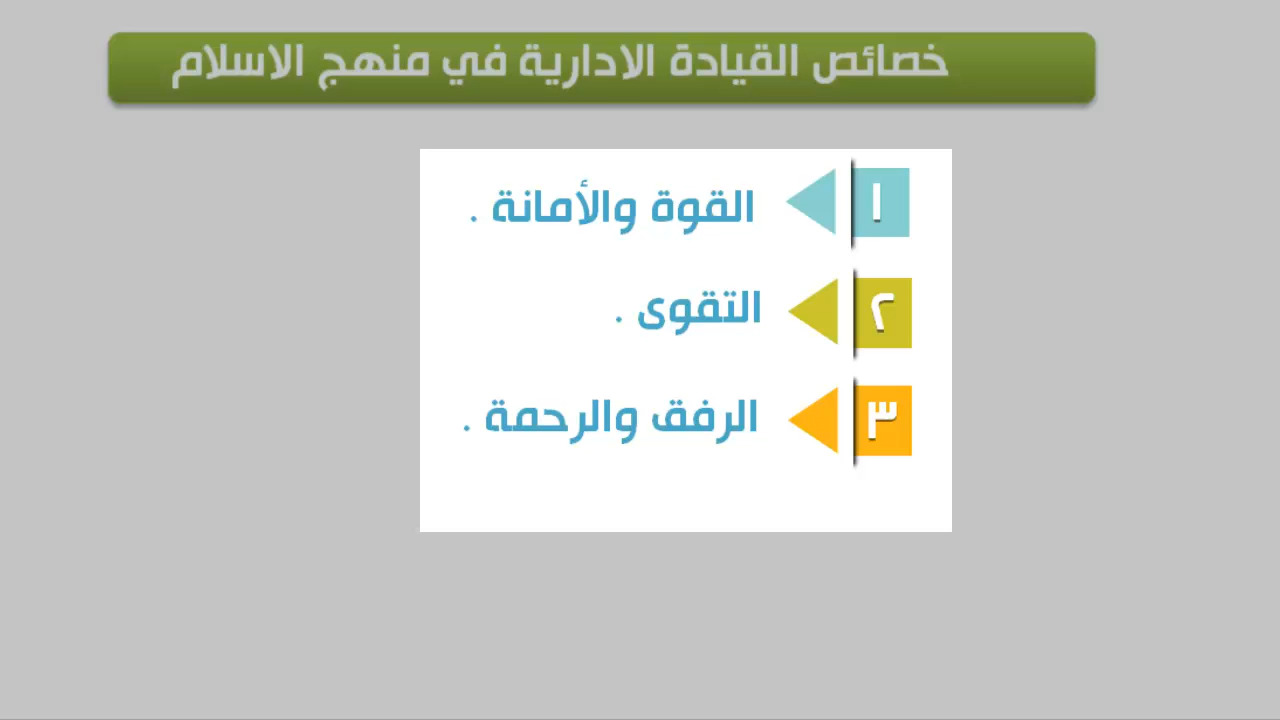 خصائص القيادة الادارية في منهج الاسلام
١ القوة والأمانة .
٢ التقوى .
٣ الرفق والرحمة .